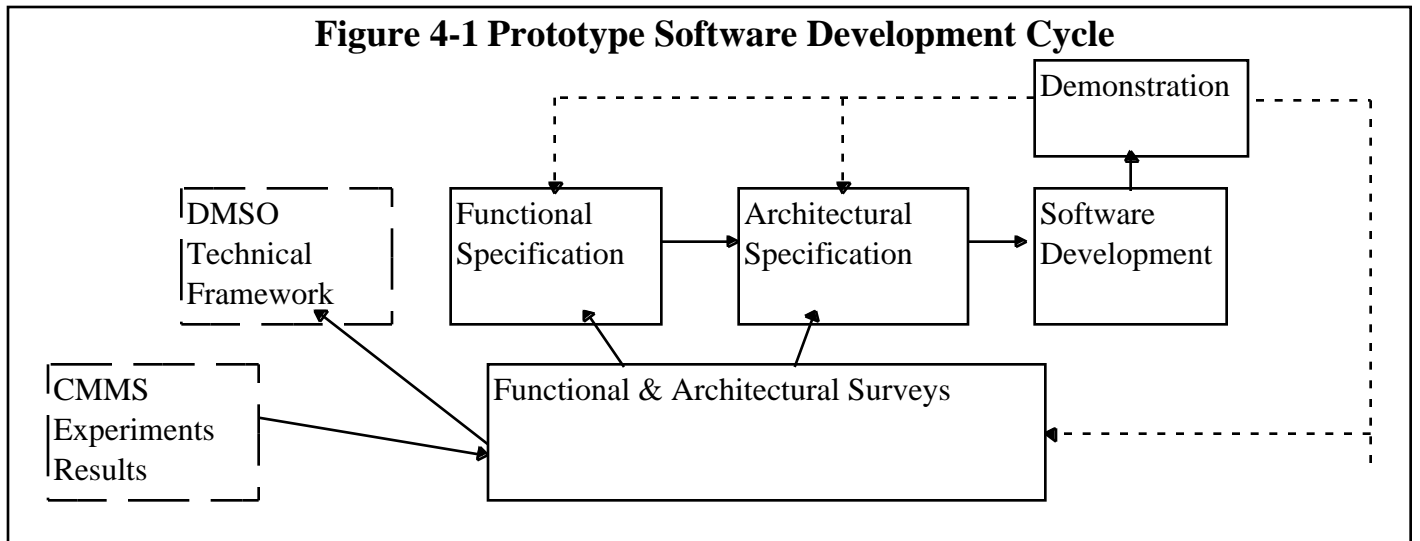 Figure 4-1 Prototype Software Development Cycle
Demonstration
DMSO
Technical
Framework
Functional
Specification
Architectural
Specification
Software
Development
CMMS
Experiments
Results
Functional & Architectural Surveys